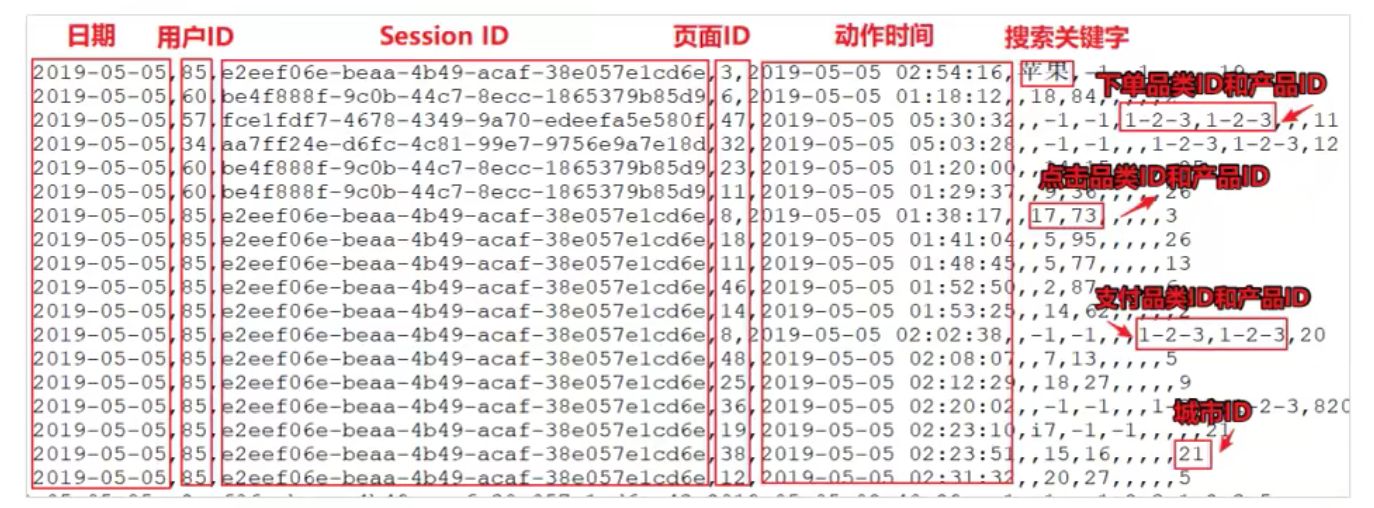 日期 用户ID Session ID 页面ID 动作时间 搜索关键字
2019-05-05,85,e2eef06e-beaa-4b49-acaf-38e057e1cd6e,3,2019-05-05 02:54:16,苹果,-1,-1,,,,,19
下单品类ID和产品ID
2019-05-05,60,be4f888f-9c0b-44c7-8ecc-1865379b85d9,6,2019-05-05 01:18:12,,18,84,,,,,2
2019-05-05,57,fce1fdf7-4678-4349-9a70-edeefa5e580f,47,2019-05-05 05:30:32,,-1,-1,1-2-3,1-2-3,,,11
2019-05-05,34,aa7ff24e-d6fc-4c81-99e7-9756e9a7e18d,32,2019-05-05 05:03:28,,-1,-1,,,1-2-3,1-2-3,12
2019-05-05,60,be4f888f-9c0b-44c7-8ecc-1865379b85d9,23,2019-05-05 01:20:00,
点击品类ID和产品ID
2019-05-05,60,be4f888f-9c0b-44c7-8ecc-1865379b85d9,11,2019-05-05 01:29:37,,9,36,,,,,26
2019-05-05,85,e2eef06e-beaa-4b49-acaf-38e057e1cd6e,8,2019-05-05 01:38:17,,17,73,,,,,3
2019-05-05,85,e2eef06e-beaa-4b49-acaf-38e057e1cd6e,18,2019-05-05 01:41:04,,5,95,,,,,26
2019-05-05,85,e2eef06e-beaa-4b49-acaf-38e057e1cd6e,11,2019-05-05 01:48:45,,5,77,,,,,13
2019-05-05,85,e2eef06e-beaa-4b49-acaf-38e057e1cd6e,46,2019-05-05 01:52:50,,2,87
支付品类ID和产品ID
2019-05-05,85,e2eef06e-beaa-4b49-acaf-38e057e1cd6e,14,2019-05-05 01:53:25,,14,62,,,,,2
2019-05-05,85,e2eef06e-beaa-4b49-acaf-38e057e1cd6e,8,2019-05-05 02:02:38,,-1,-1,,,1-2-3,1-2-3,20
2019-05-05,85,e2eef06e-beaa-4b49-acaf-38e057e1cd6e,48,2019-05-05 02:08:07,,7,13,,,,,5
2019-05-05,85,e2eef06e-beaa-4b49-acaf-38e057e1cd6e,25,2019-05-05 02:12:29,,18,27,,,,,9
2019-05-05,85,e2eef06e-beaa-4b49-acaf-38e057e1cd6e,36,2019-05-05 02:20:02,,-1,-1,,,1 -2-3,820
城市ID
2019-05-05,85,e2eef06e-beaa-4b49-acaf-38e057e1cd6e,19,2019-05-05 02:23:10,i7,-1,-1,,,,,21
2019-05-05,85,e2eef06e-beaa-4b49-acaf-38e057e1cd6e,38,2019-05-05 02:23:51,,15,16,,,,,21
2019-05-05,85,e2eef06e-beaa-4b49-acaf-38e057e1cd6e,12,2019-05-05 02:31:32,,20,27,,,,,5